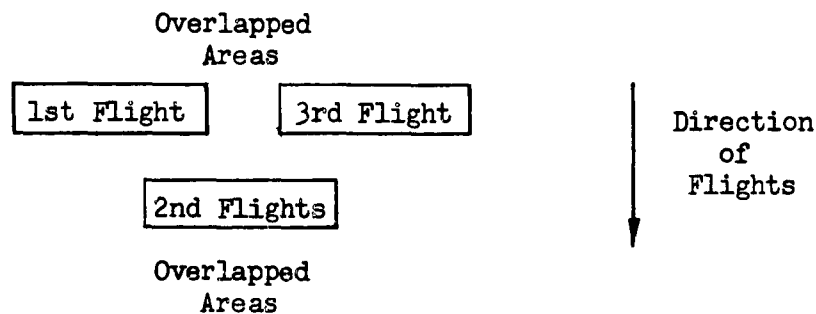 Overlapped
Areas
1st Flight
3rd Flight
Direction
of
Flights
2nd Flights
Overlapped
Areas